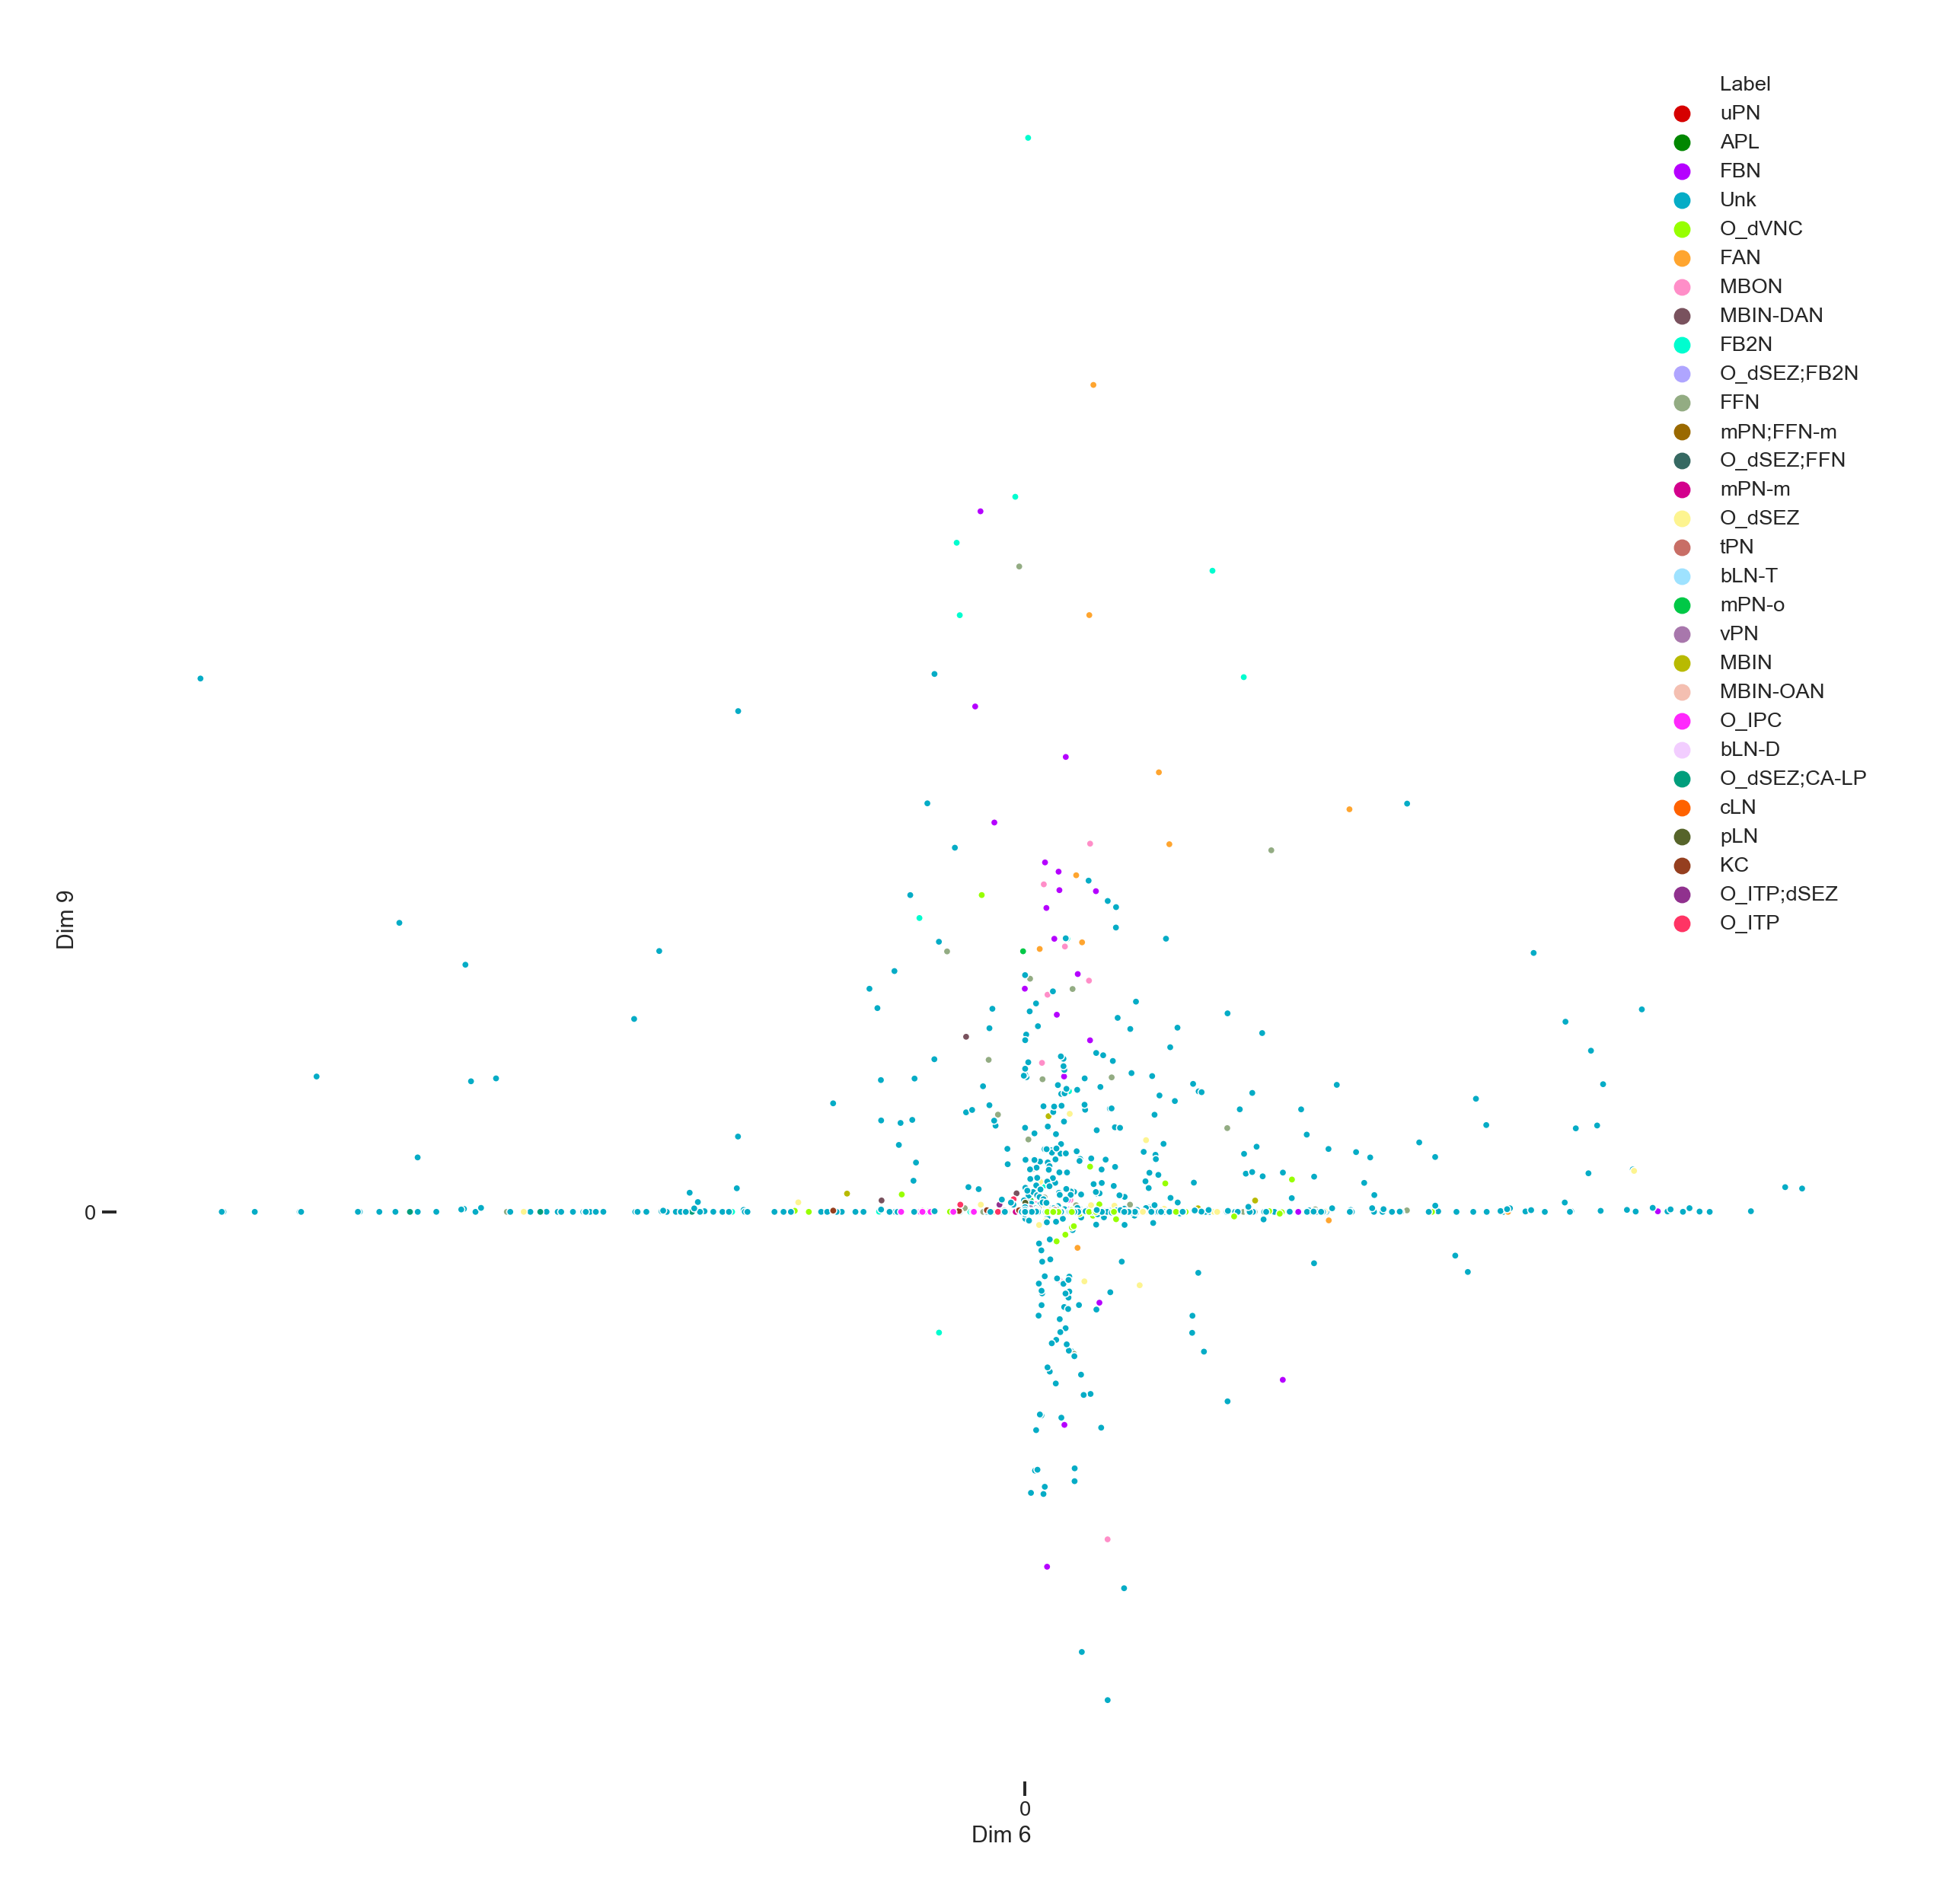 Label
uPN
APL
FBN
Unk
O_dVNC
FAN
MBON
MBIN-DAN
FB2N
O_dSEZ;FB2N
FFN
mPN;FFN-m
O_dSEZ;FFN
mPN-m
O_dSEZ
tPN
bLN-T
mPN-o
vPN
MBIN
MBIN-OAN
O_IPC
bLN-D
O_dSEZ;CA-LP
cLN
pLN
KC
O_ITP;dSEZ
O_ITP
Dim 9
0
0
Dim 6